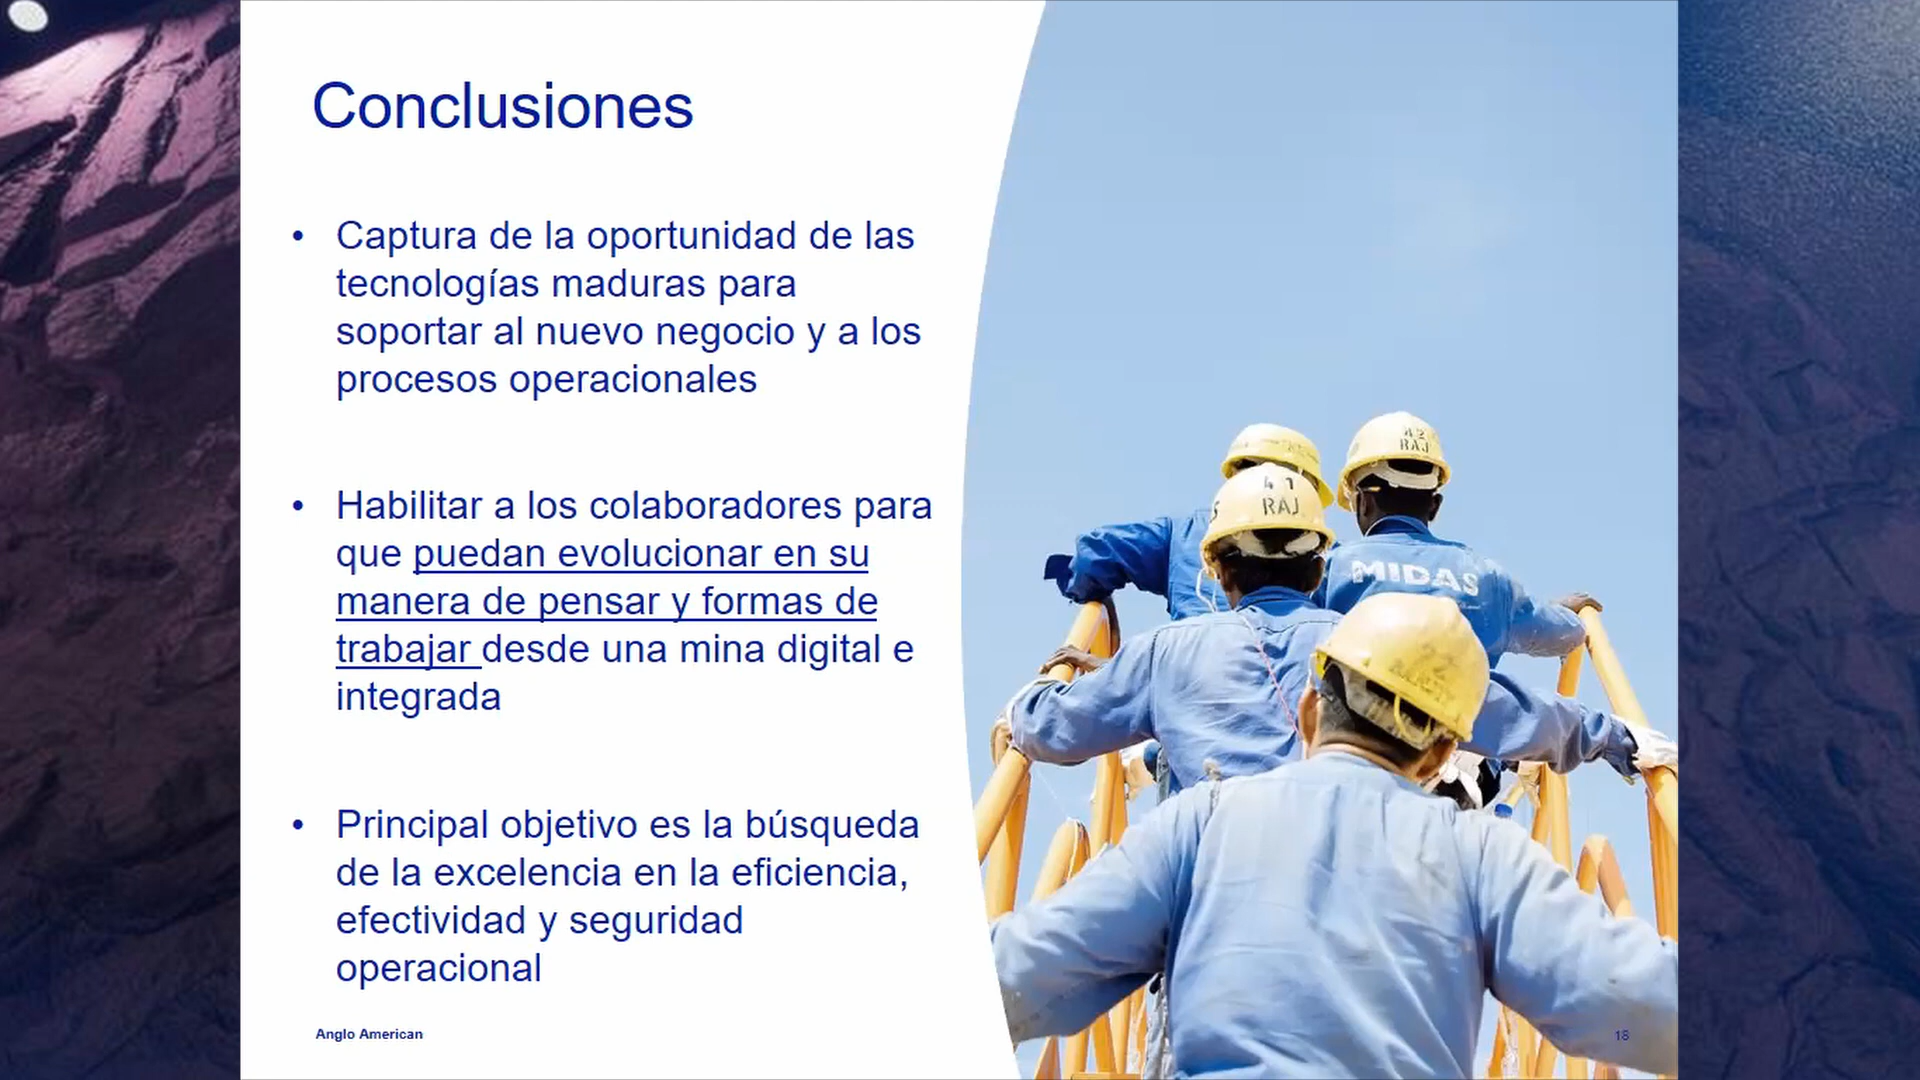 Conclusiones
• Captura de la oportunidad de las
tecnologías maduras para
soportar al nuevo negocio y a los
procesos operacionales
• Habilitar a los colaboradores para
que puedan evolucionar en su
manera de pensar y formas de
trabajar desde una mina digital e
integrada
• Principal objetivo es la búsqueda
de la excelencia en la eficiencia,
efectividad y seguridad
operacional
Anglo American
42
RAJ
41
RAJ
MIDAS
18